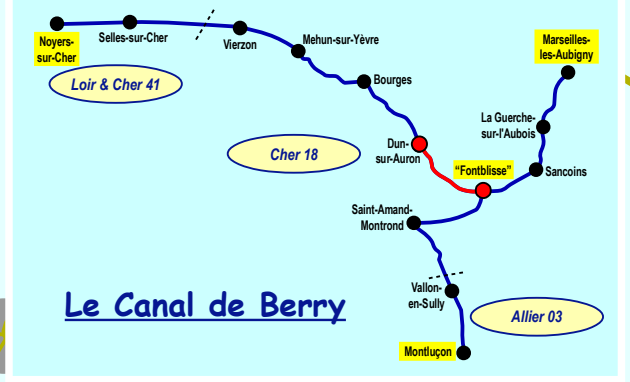 Noyers-
sur-Cher
Selles-sur-Cher
Vierzon
Mehun-sur-Yèvre
Marseilles-
les-Aubigny
Loir & Cher 41
Bourges
La Guerche-
sur-l'Aubois
Cher 18
Dun-
sur-Auron
"Fontblisse"
Sancoins
Saint-Amand-
Montrond
Le Canal de Berry
Vallon-
en-Sully
Allier 03
Montluçon